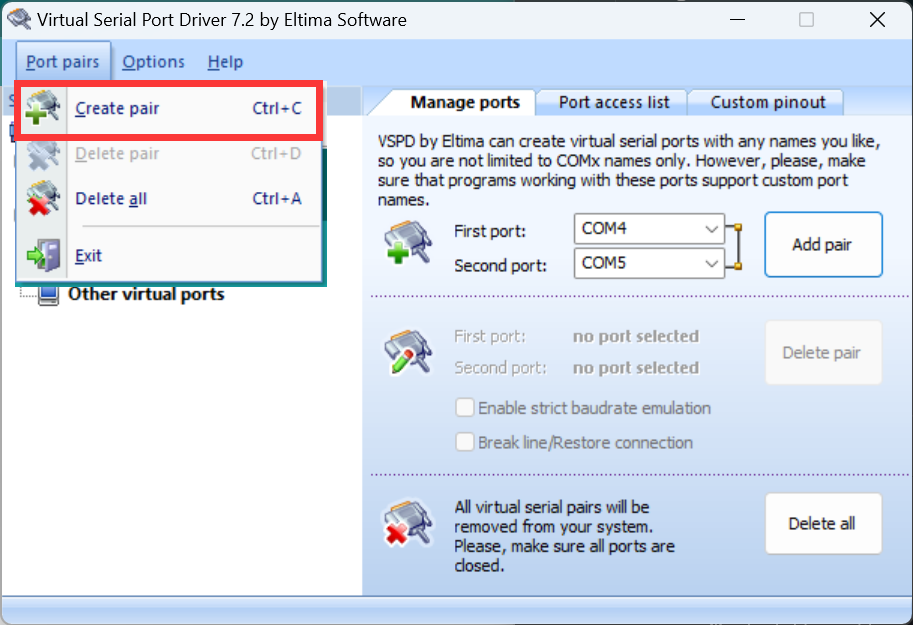 Virtual Serial Port Driver 7.2 by Eltima Software
Port pairs Options Help
Create pair Ctrl+C
Delete pair Ctrl+D
Delete all Ctrl+A
Exit
Other virtual ports
Manage ports Port access list Custom pinout
VSPD by Eltima can create virtual serial ports with any names you like,
so you are not limited to COMx names only. However, please, make
sure that programs working with these ports support custom port
names.
First port: COM4
Second port: COM5
Add pair
First port: no port selected
Second port: no port selected
Delete pair
Enable strict baudrate emulation
Break line/Restore connection
All virtual serial pairs will be
removed from your system.
Please, make sure all ports are
closed.
Delete all